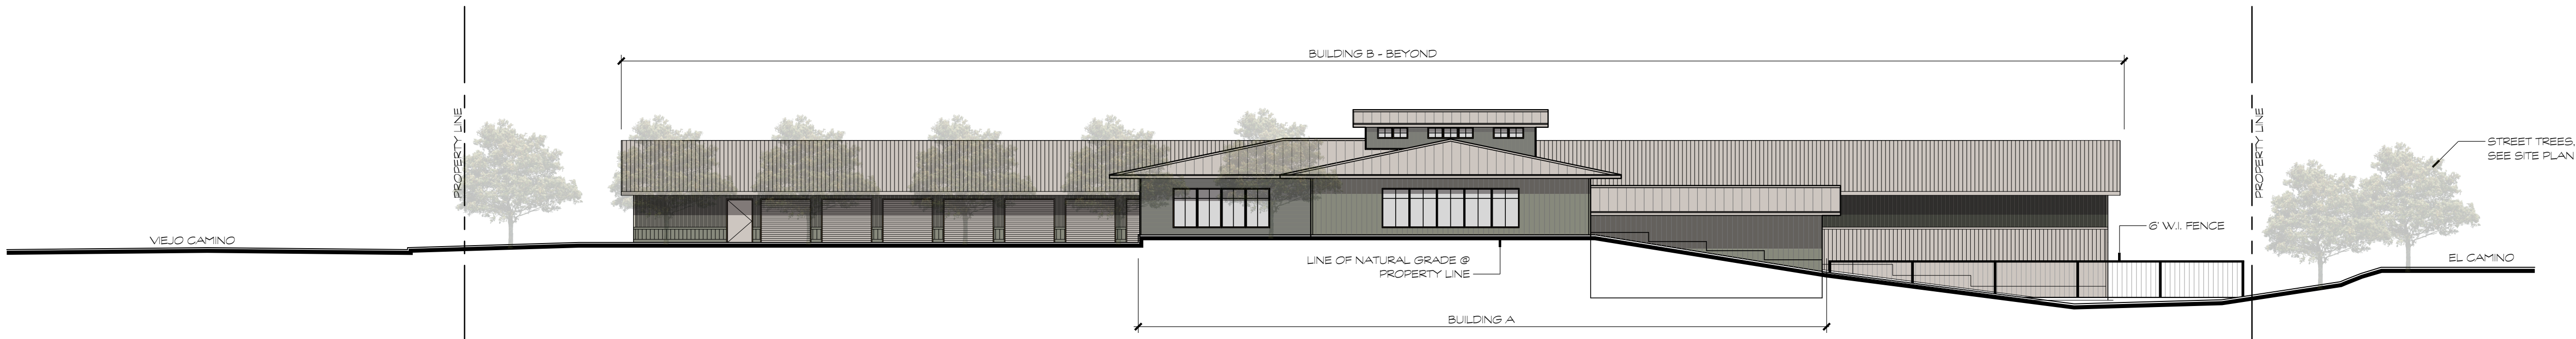 BUILDING B - BEYOND
PROPERTY LINE
PROPERTY LINE
STREET TREES,
SEE SITE PLAN
VIEJO CAMINO
6' W.I. FENCE
LINE OF NATURAL GRADE @
PROPERTY LINE
EL CAMINO
BUILDING A